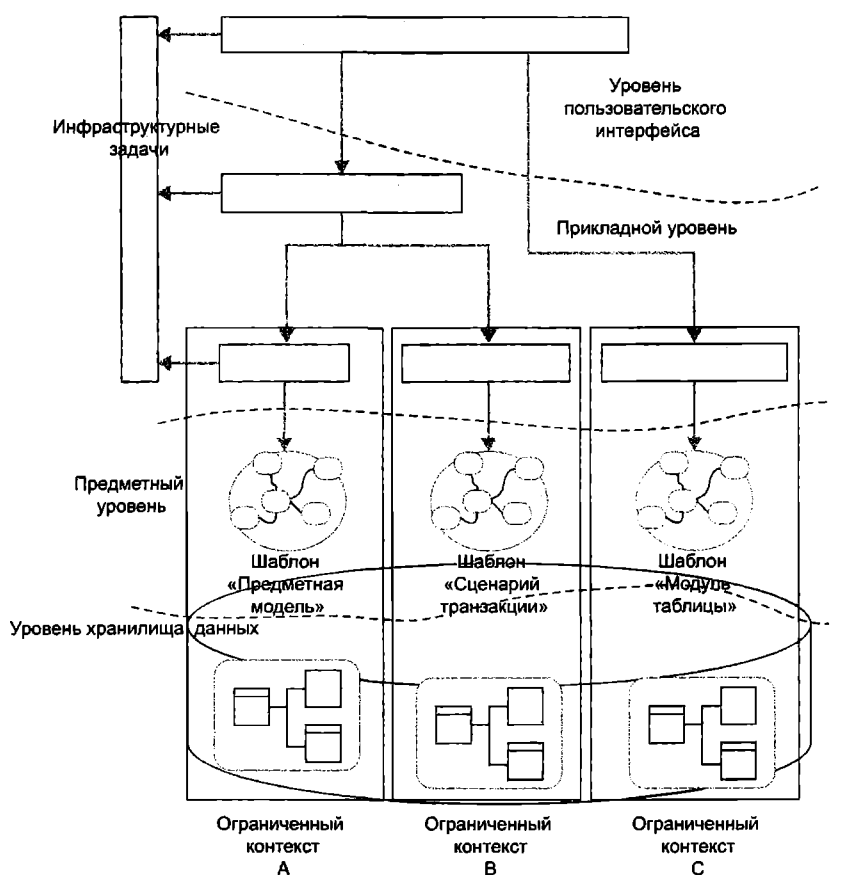 Уровень
пользовательского
интерфейса
Инфраструктурные
задачи
Прикладной уровень
Предметный
уровень
Шаблон
«Предметная
модель»
Шаблон
«Сценарий
транзакции»
Шаблон
«Модуль
таблицы»
Уровень хранилища данных
Ограниченный
контекст
A
Ограниченный
контекст
B
Ограниченный
контекст
C